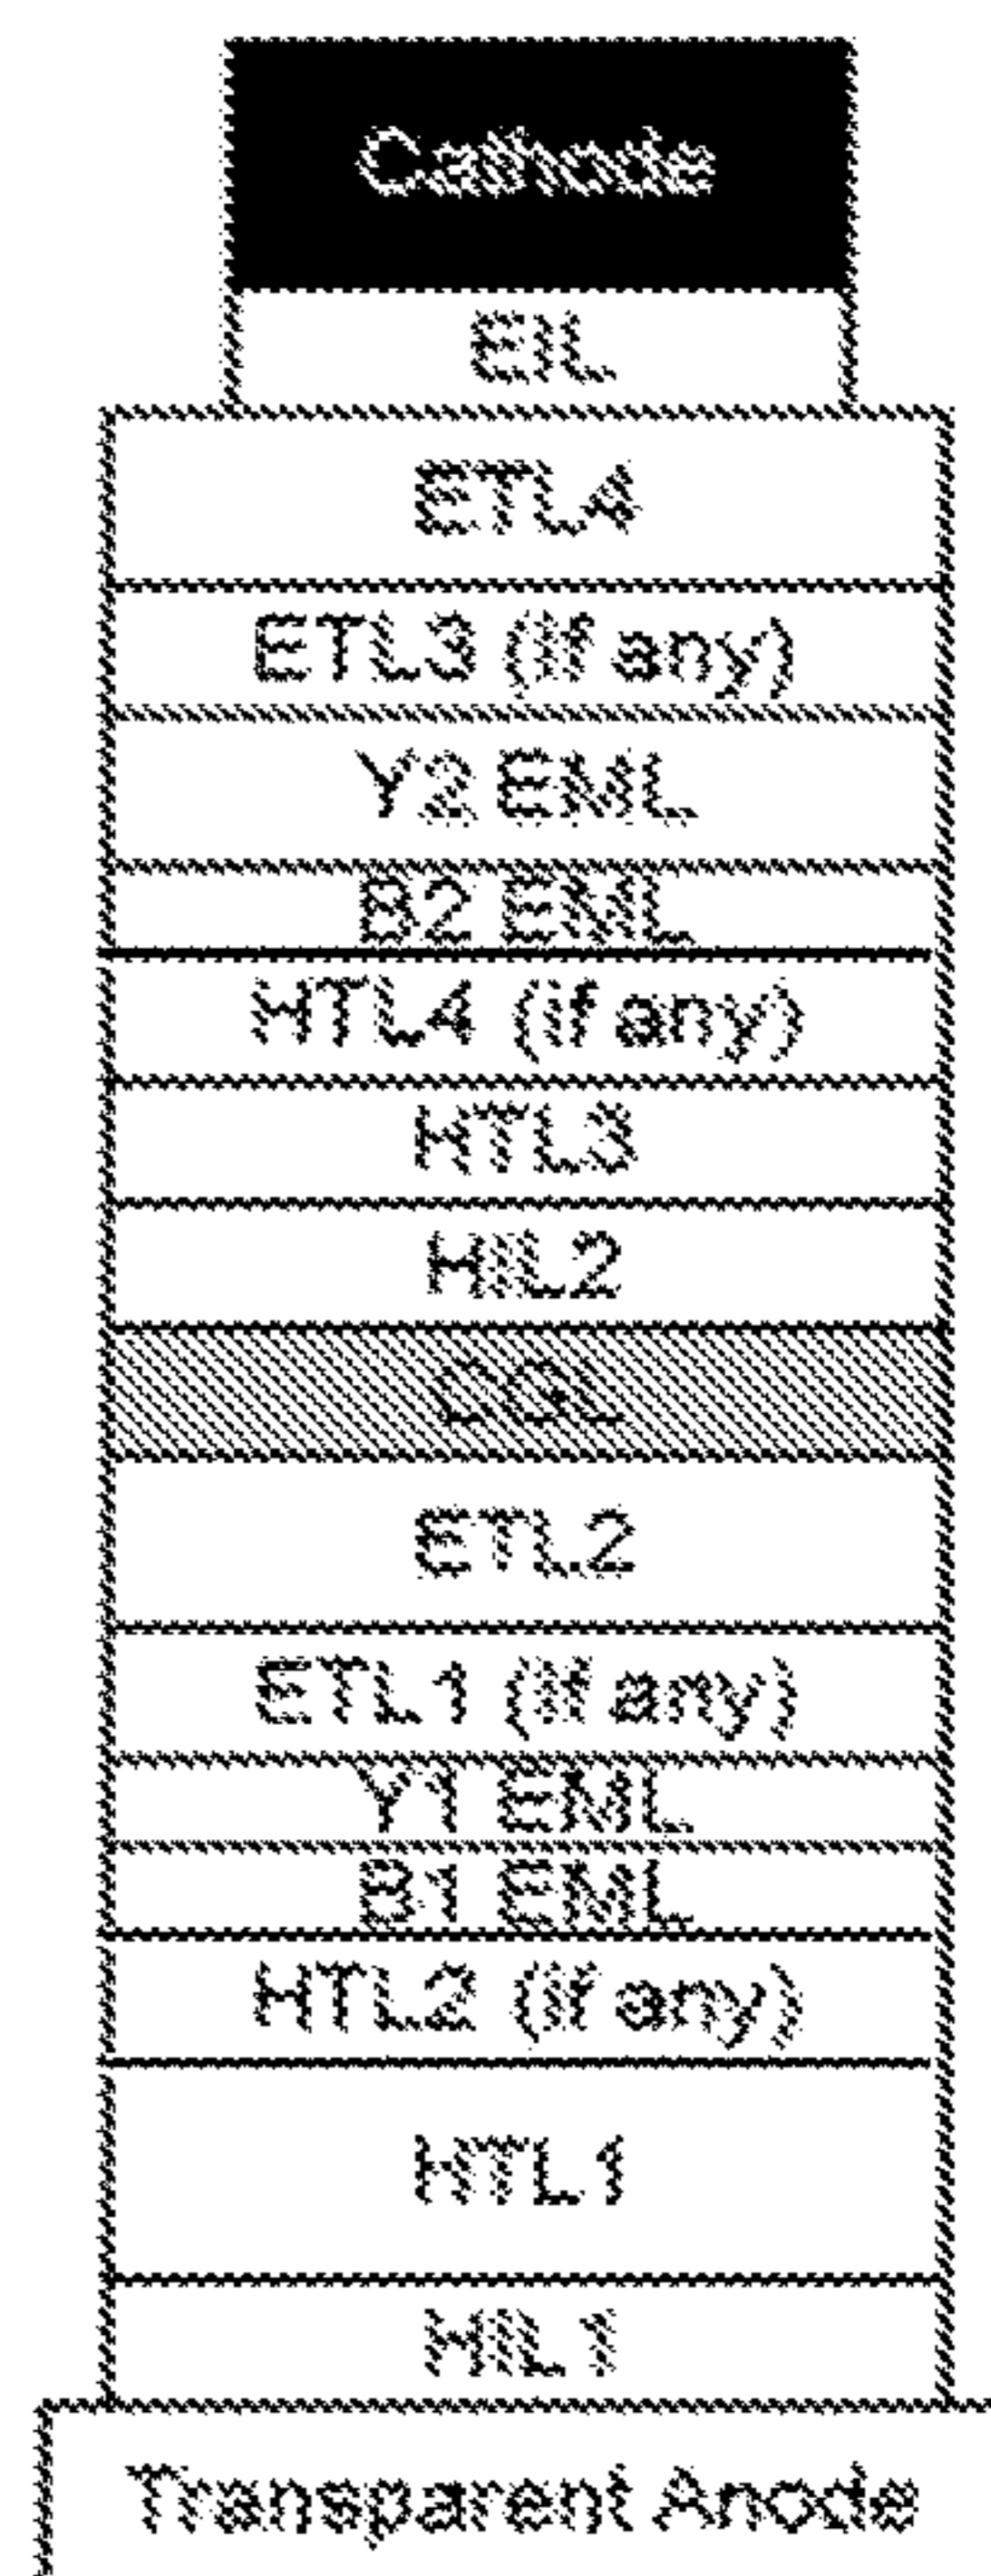 Cathode
EIL
ETL4
ETL3 (if any)
Y2 EML
B2 EML
HTL4 (if any)
HTL3
HIL2
CGL
ETL2
ETL1 (if any)
Y1 EML
B1 EML
HTL2 (if any)
HTL1
HIL1
Transparent Anode